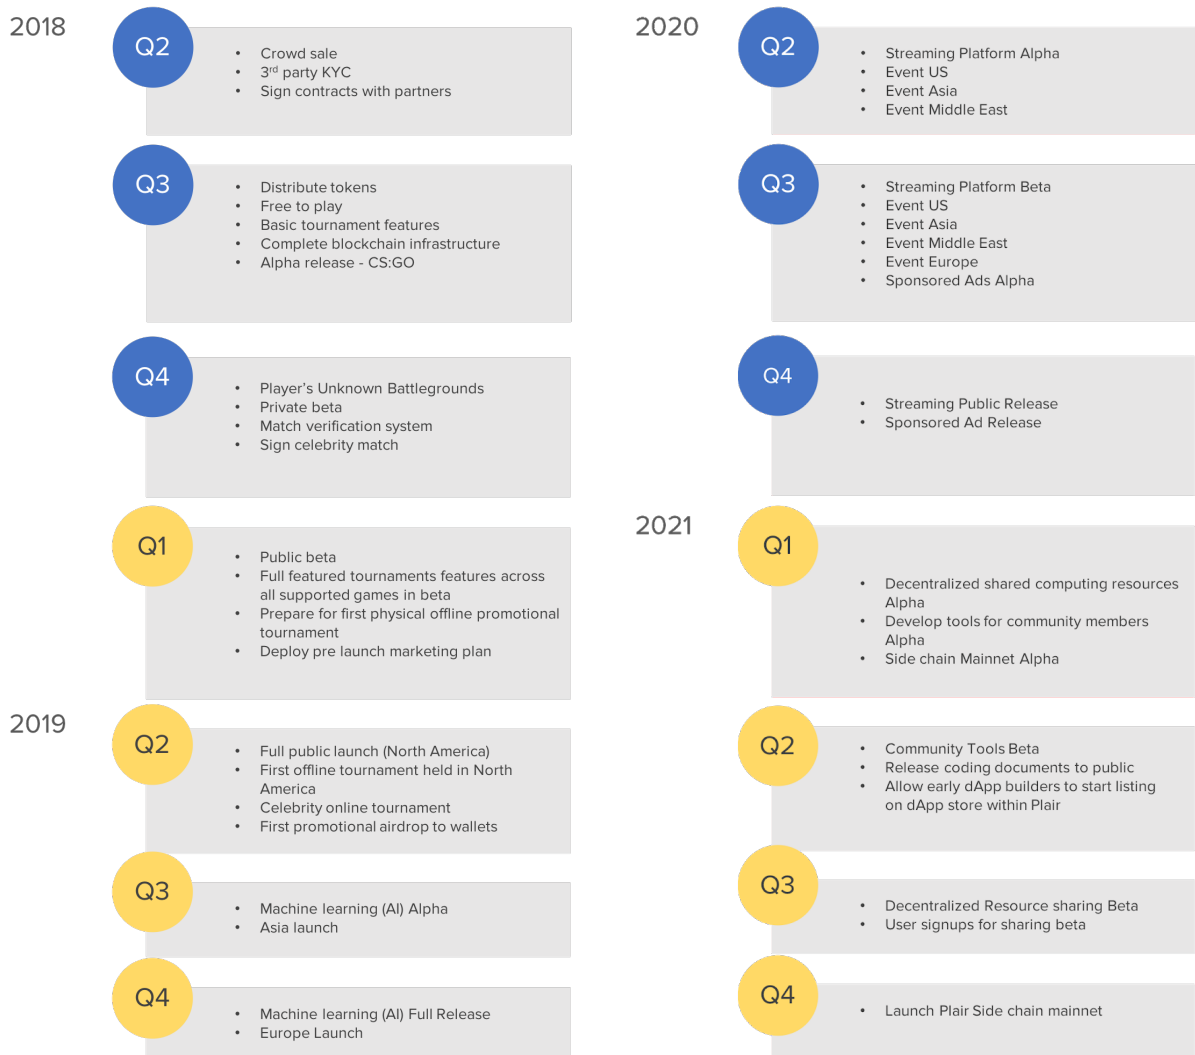 2018
Q2
• Crowd sale
• 3rd party KYC
• Sign contracts with partners
Q3
• Distribute tokens
• Free to play
• Basic tournament features
• Complete blockchain infrastructure
• Alpha release - CS:GO
Q4
• Player's Unknown Battlegrounds
• Private beta
• Match verification system
• Sign celebrity match
Q1
• Public beta
• Full featured tournaments features across
all supported games in beta
• Prepare for first physical offline promotional
tournament
• Deploy pre launch marketing plan
2019
Q2
• Full public launch (North America)
• First offline tournament held in North
America
• Celebrity online tournament
• First promotional airdrop to wallets
Q3
• Machine learning (AI) Alpha
• Asia launch
Q4
• Machine learning (AI) Full Release
• Europe Launch
2020
Q2
• Streaming Platform Alpha
• Event US
• Event Asia
• Event Middle East
Q3
• Streaming Platform Beta
• Event US
• Event Asia
• Event Middle East
• Event Europe
• Sponsored Ads Alpha
Q4
• Streaming Public Release
• Sponsored Ad Release
2021
Q1
• Decentralized shared computing resources
Alpha
• Develop tools for community members
Alpha
• Side chain Mainnet Alpha
Q2
• Community Tools Beta
• Release coding documents to public
• Allow early dApp builders to start listing
on dApp store within Plair
Q3
• Decentralized Resource sharing Beta
• User signups for sharing beta
Q4
• Launch Plair Side chain mainnet